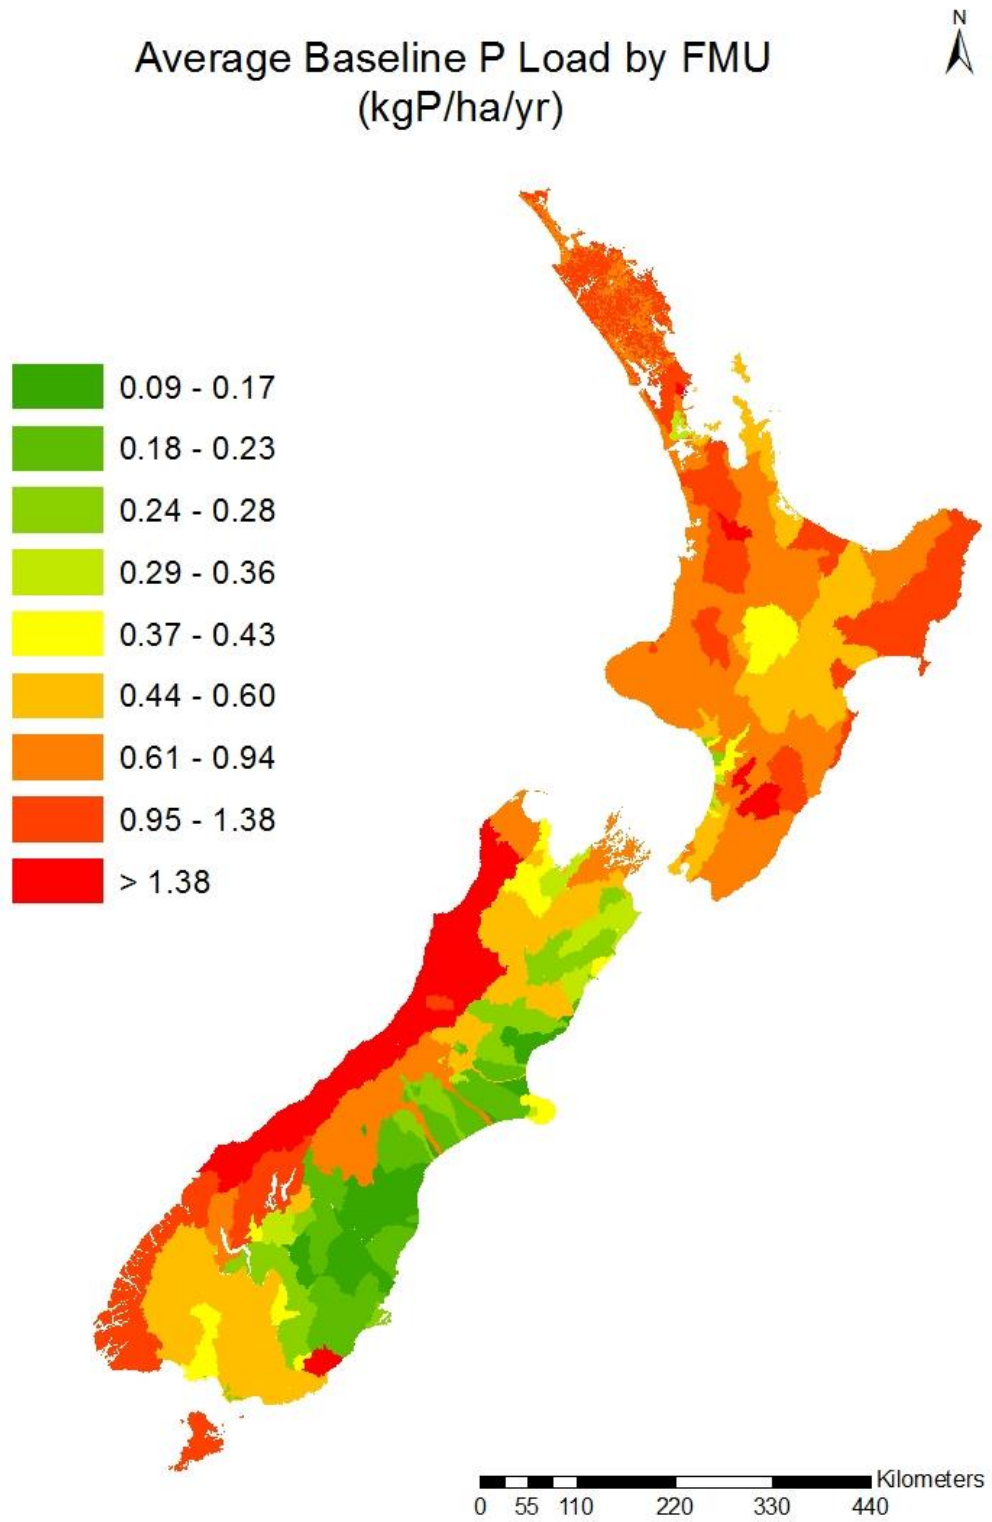 N
Average Baseline P Load by FMU
(kgP/ha/yr)
0.09 - 0.17
0.18 - 0.23
0.24 - 0.28
0.29 - 0.36
0.37 - 0.43
0.44 - 0.60
0.61 - 0.94
0.95 - 1.38
> 1.38
Kilometers
0 55 110 220 330 440